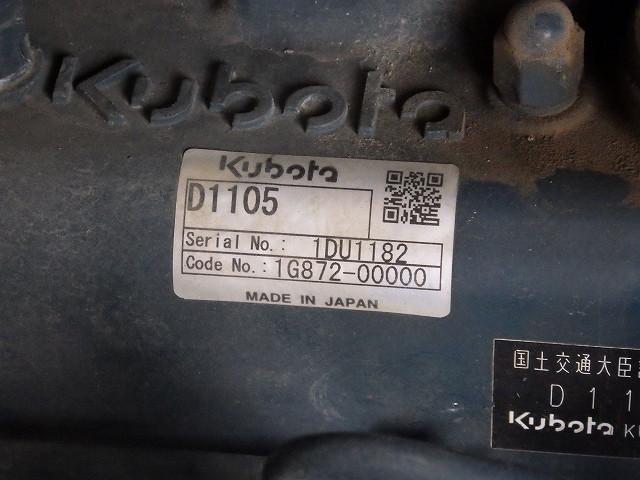 Kubota
Kubota
D1105
Serial No.: 1DU1182
Code No.: 1G872-00000
MADE IN JAPAN
国土交通大臣
D 1 1
Kubota